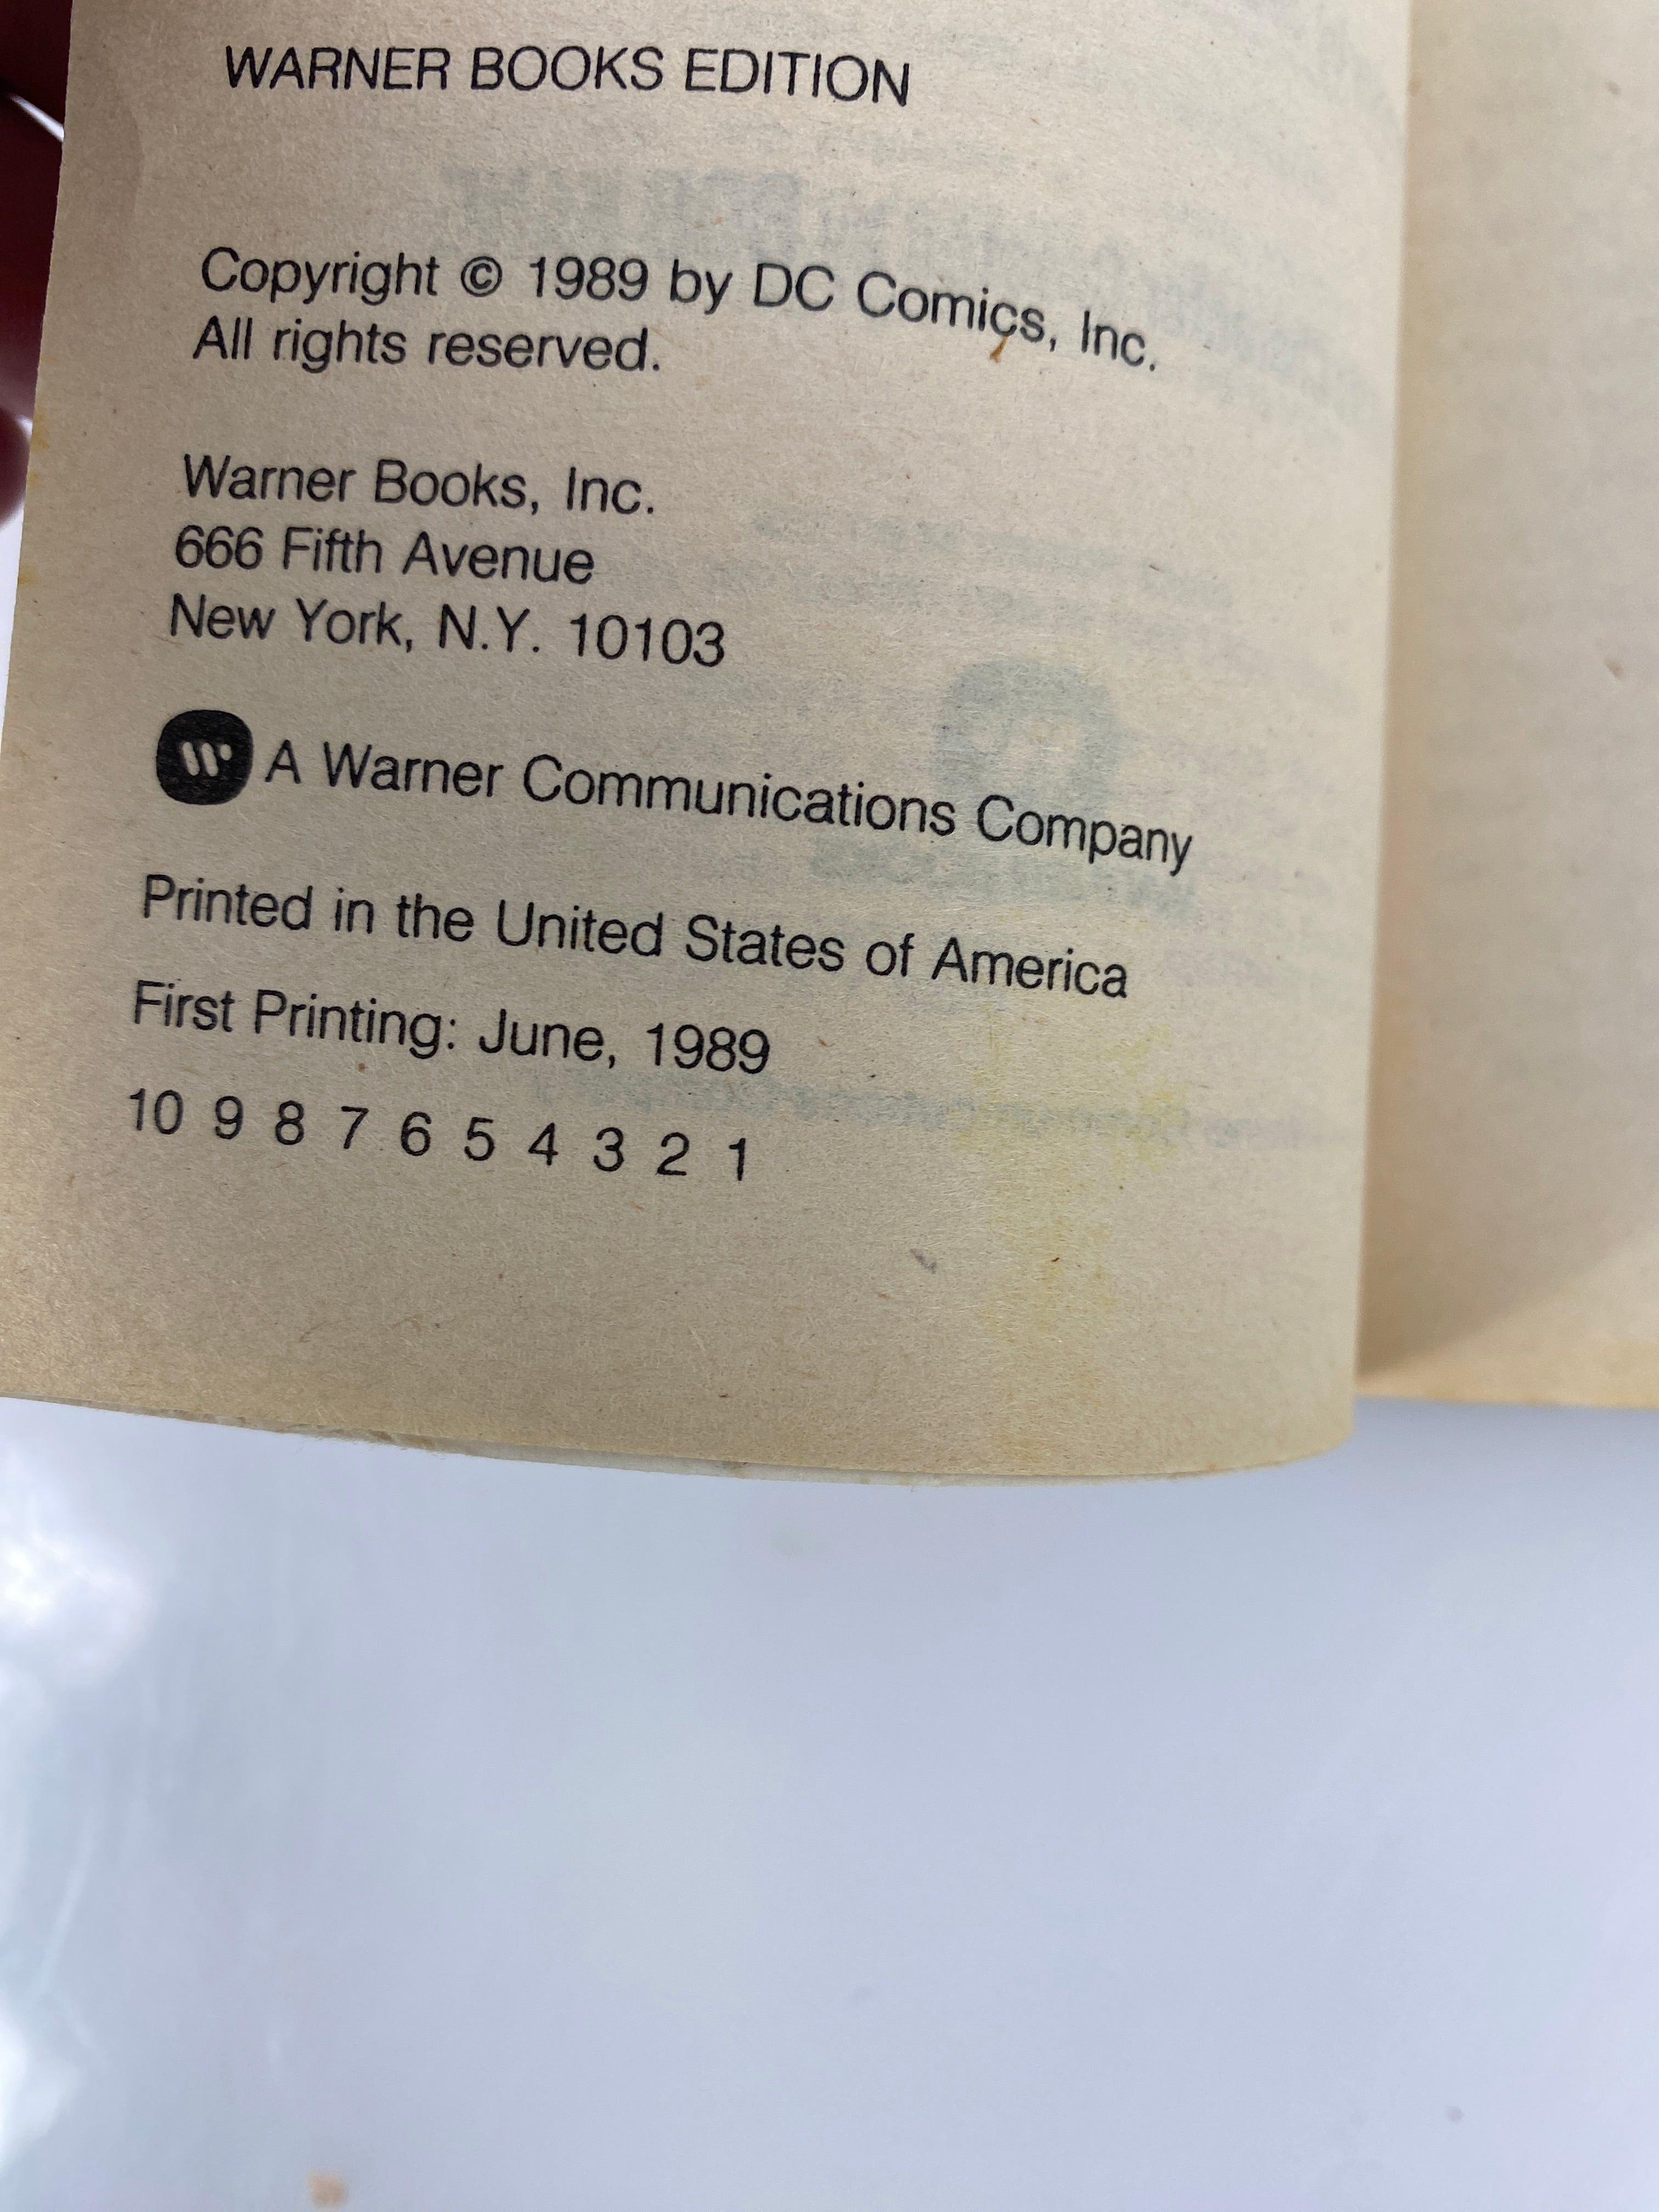 WARNER BOOKS EDITION
Copyright © 1989 by DC Comics, Inc.
All rights reserved.
Warner Books, Inc.
666 Fifth Avenue
New York, N.Y. 10103
A Warner Communications Company
Printed in the United States of America
First Printing: June, 1989
10 9 8 7 6 5 4 3 2 1